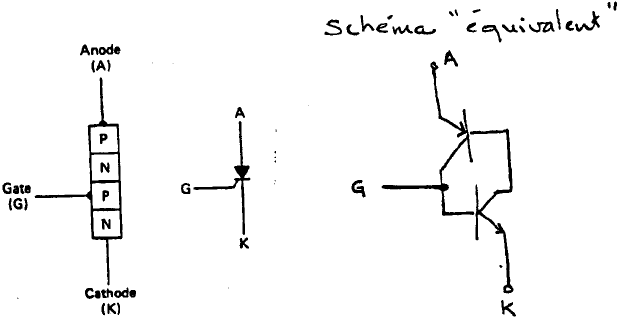 Schéma "équivalent"
Anode
(A)
P
N
P
N
Gate
(G)
Cathode
(K)
A
G
K
A
G
K